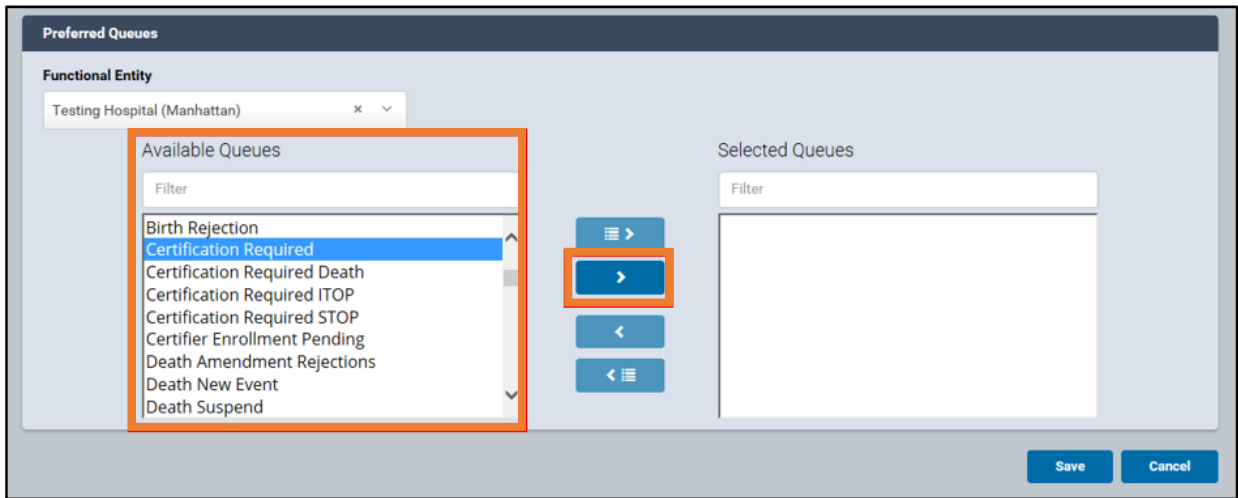 Preferred Queues
Functional Entity
Testing Hospital (Manhattan)
Available Queues
Filter
Birth Rejection
Certification Required
Certification Required Death
Certification Required ITOP
Certification Required STOP
Certifier Enrollment Pending
Death Amendment Rejections
Death New Event
Death Suspend
Selected Queues
Filter
Save
Cancel